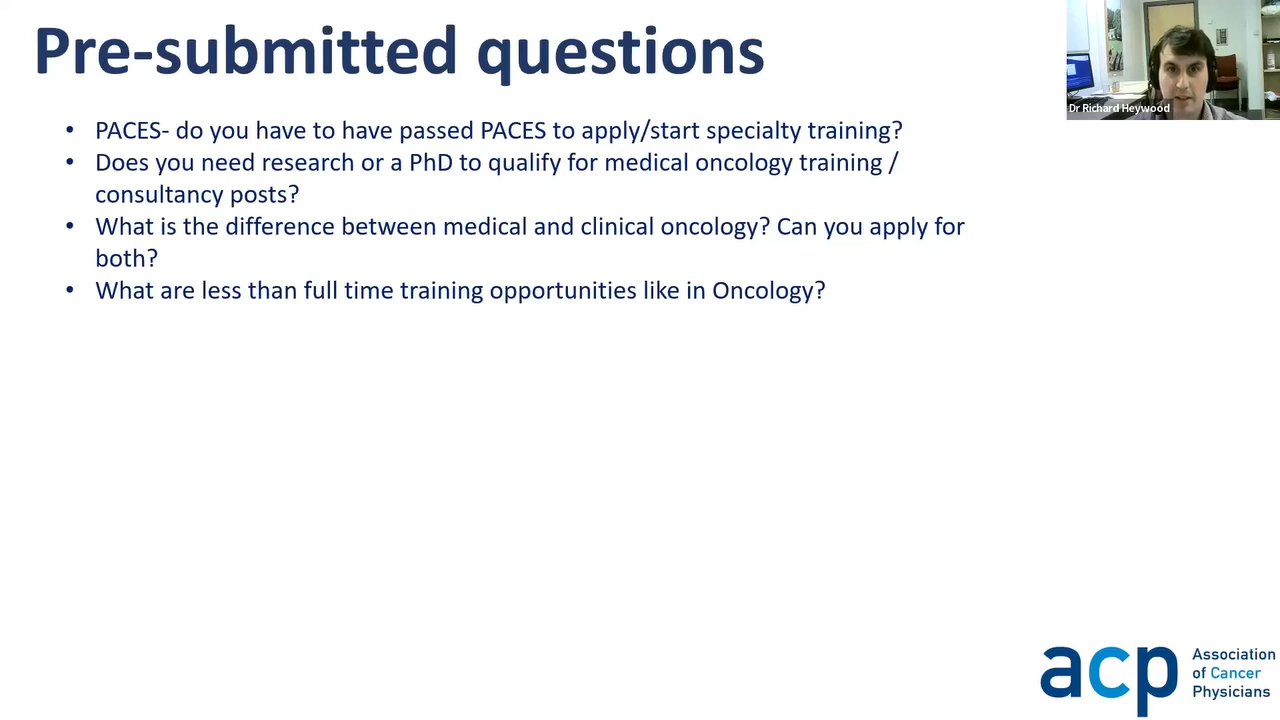 Pre-submitted questions
Dr Richard Heywood
• PACES- do you have to have passed PACES to apply/start specialty training?
• Does you need research or a PhD to qualify for medical oncology training /
consultancy posts?
• What is the difference between medical and clinical oncology? Can you apply for
both?
• What are less than full time training opportunities like in Oncology?
acp
Association
of Cancer
Physicians